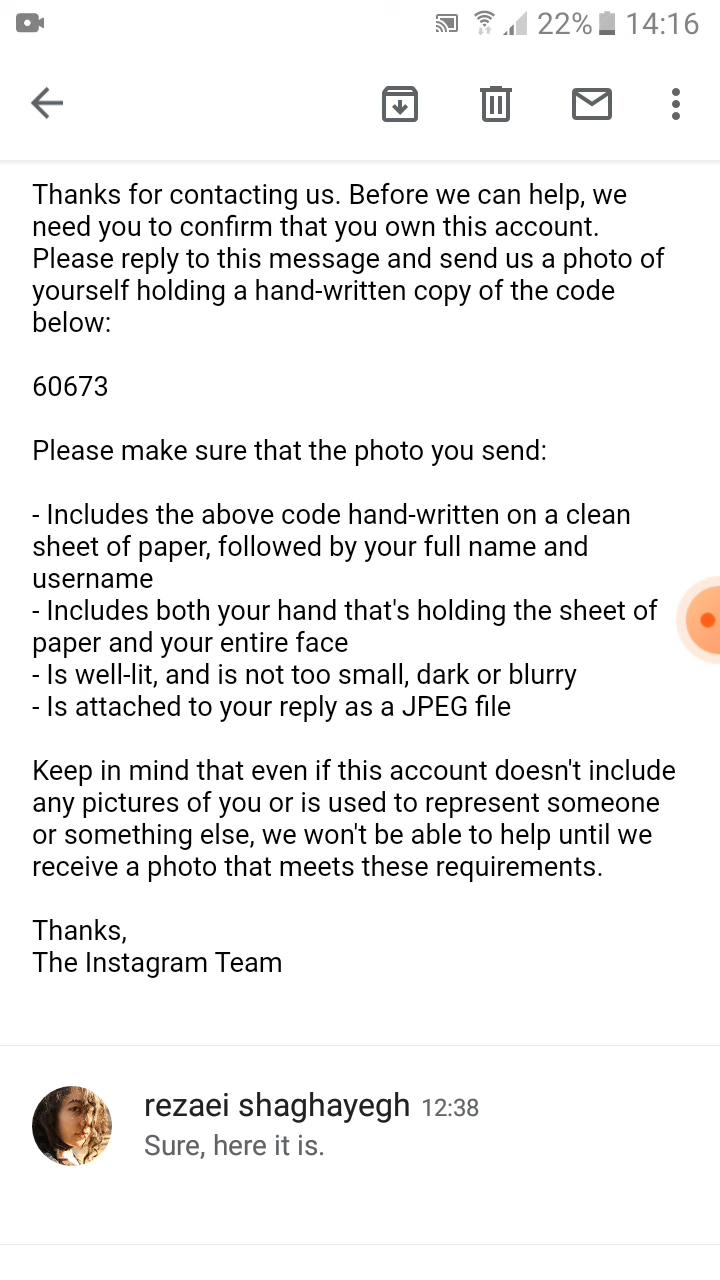 22% 14:16
Thanks for contacting us. Before we can help, we
need you to confirm that you own this account.
Please reply to this message and send us a photo of
yourself holding a hand-written copy of the code
below:
60673
Please make sure that the photo you send:
- Includes the above code hand-written on a clean
sheet of paper, followed by your full name and
username
- Includes both your hand that's holding the sheet of
paper and your entire face
- Is well-lit, and is not too small, dark or blurry
- Is attached to your reply as a JPEG file
Keep in mind that even if this account doesn't include
any pictures of you or is used to represent someone
or something else, we won't be able to help until we
receive a photo that meets these requirements.
Thanks,
The Instagram Team
rezaei shaghayegh 12:38
Sure, here it is.